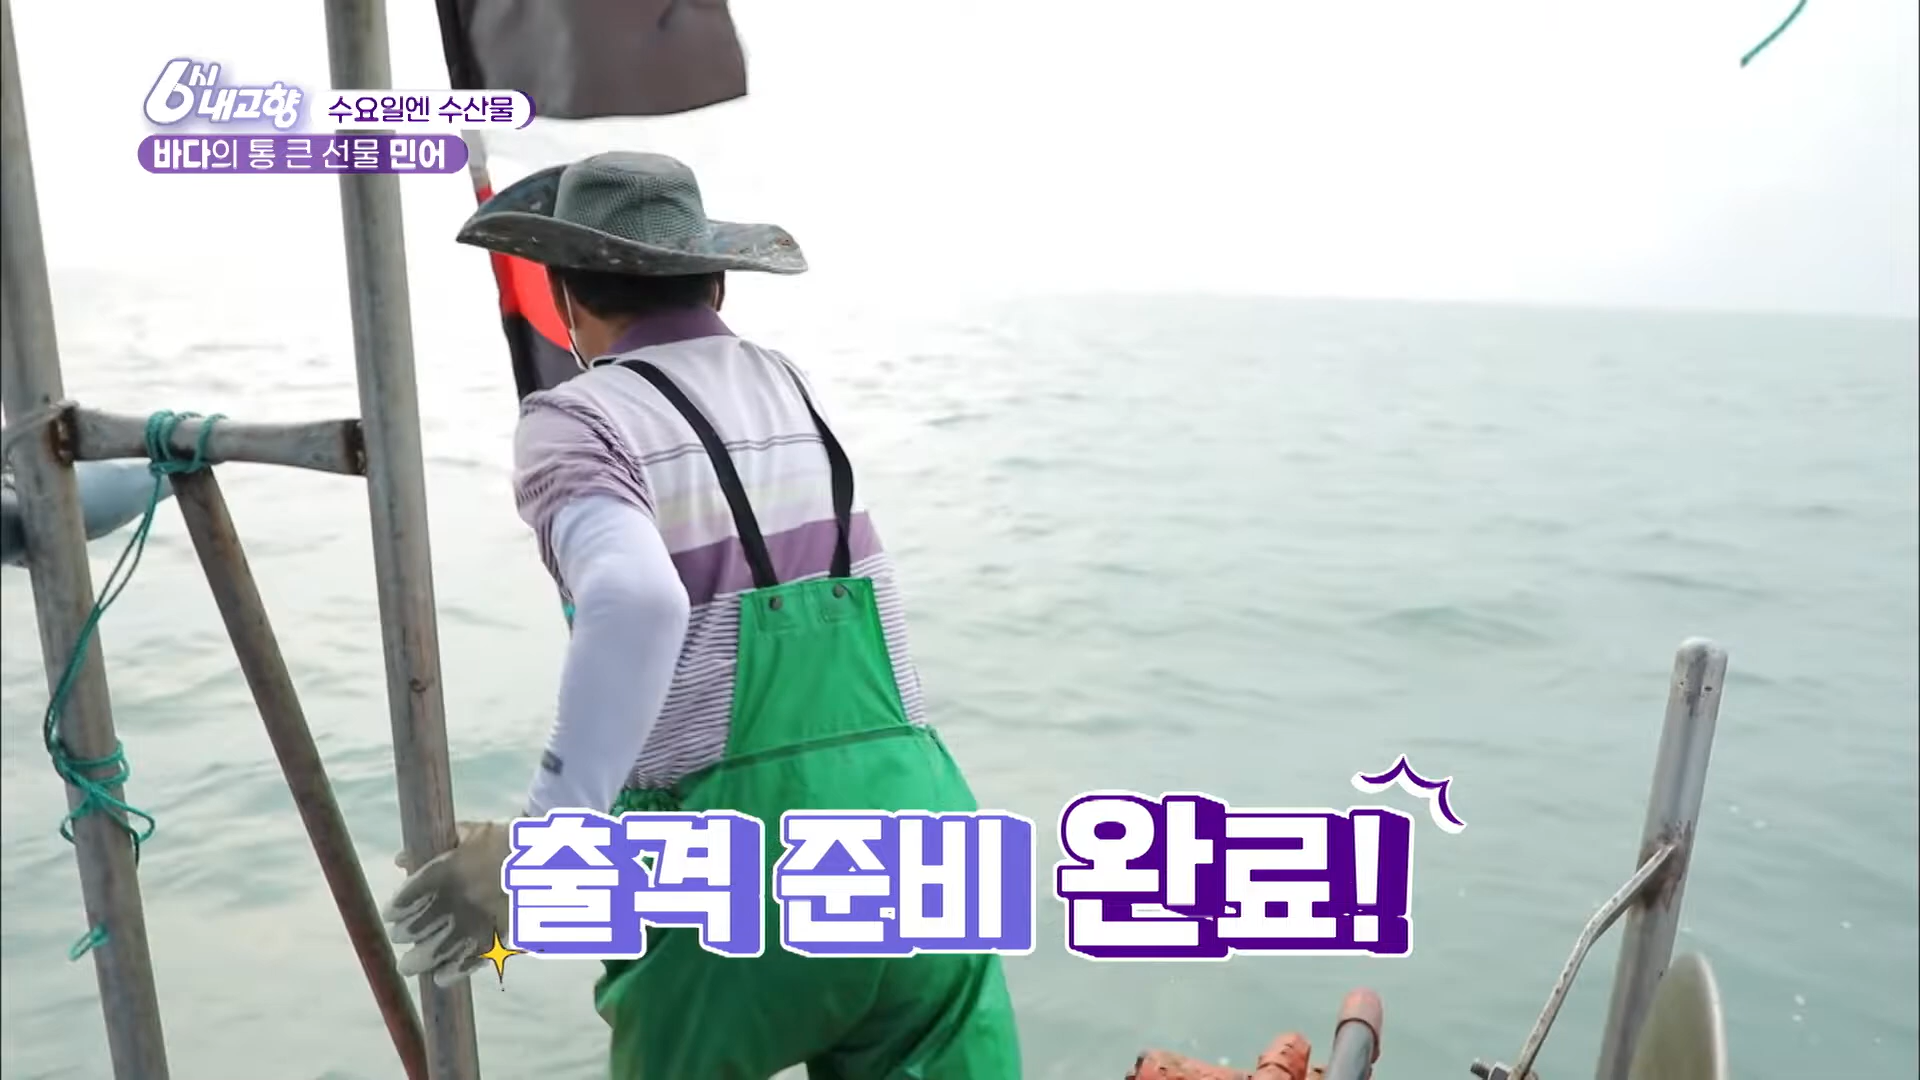 6시 내고향 수요일엔 수산물
바다의 통 큰 선물 민어
출격 준비 완료!